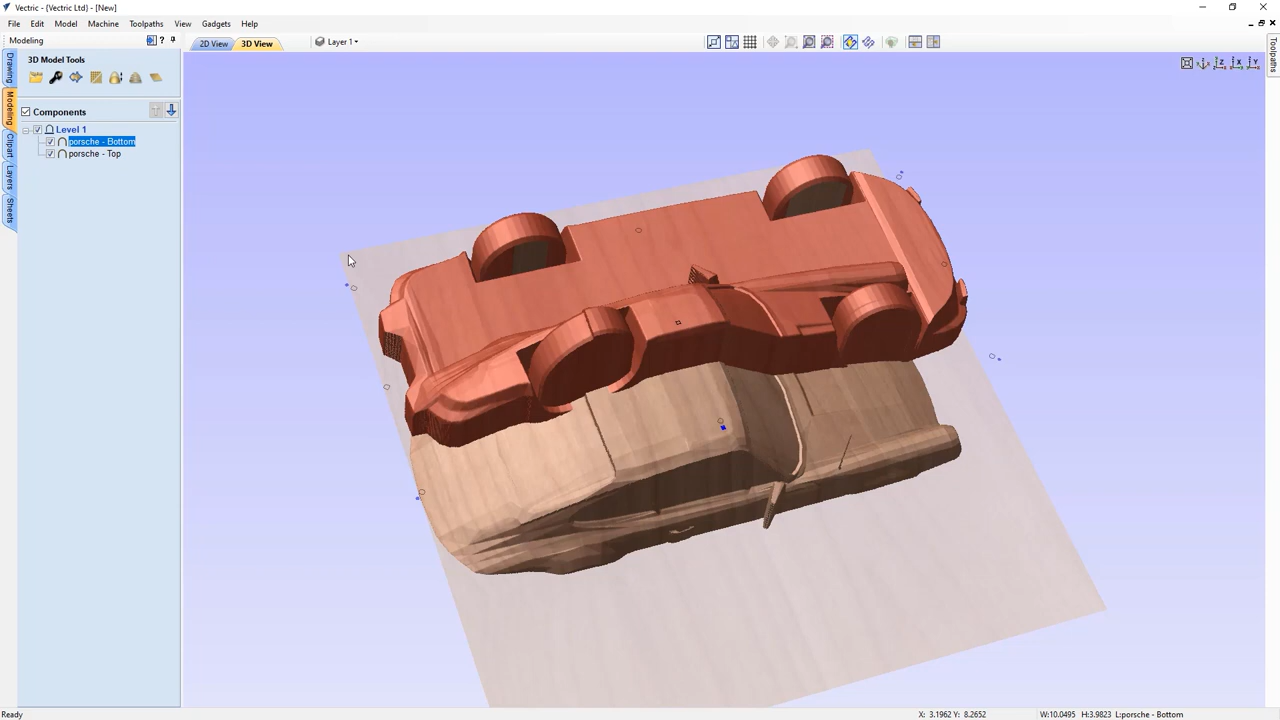 Vectric - {Vectric Ltd} - [New]
File Edit Model Machine Toolpaths View Gadgets Help
Modeling
2D View 3D View Layer 1
Toolpaths
3D Model Tools
Drawing
Modeling
Clipart
Layers
Sheets
Components
Level 1
porsche - Bottom
porsche - Top
Ready
X: 3.1962 Y: 8.2652
W:10.0495 H:3.9823 L:porsche - Bottom